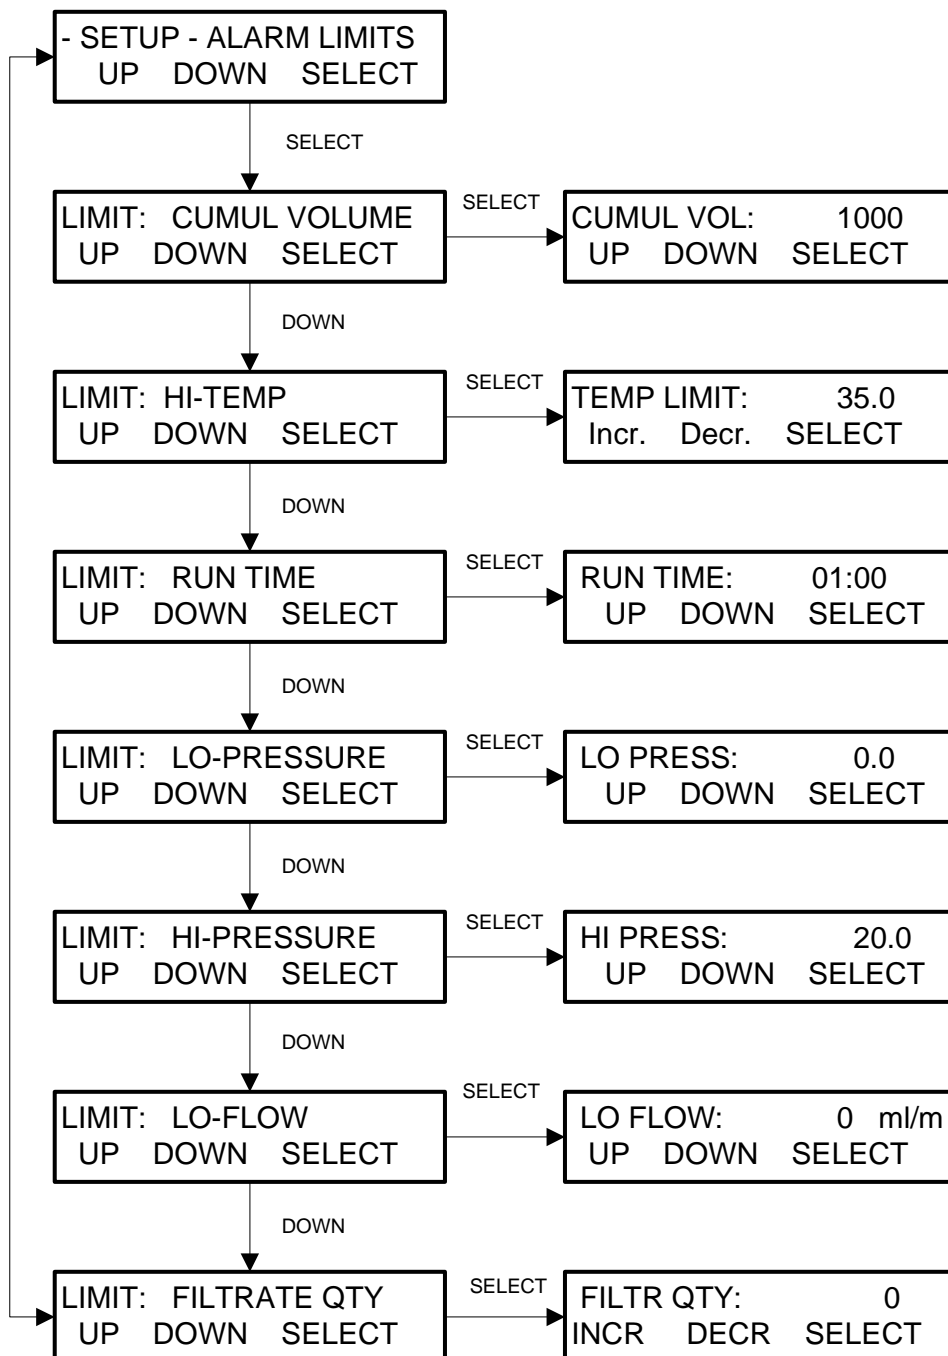 - SETUP - ALARM LIMITS
UP DOWN SELECT
SELECT
LIMIT: CUMUL VOLUME
UP DOWN SELECT
SELECT
CUMUL VOL: 1000
UP DOWN SELECT
DOWN
LIMIT: HI-TEMP
UP DOWN SELECT
SELECT
TEMP LIMIT: 35.0
Incr. Decr. SELECT
DOWN
LIMIT: RUN TIME
UP DOWN SELECT
SELECT
RUN TIME: 01:00
UP DOWN SELECT
DOWN
LIMIT: LO-PRESSURE
UP DOWN SELECT
SELECT
LO PRESS: 0.0
UP DOWN SELECT
DOWN
LIMIT: HI-PRESSURE
UP DOWN SELECT
SELECT
HI PRESS: 20.0
UP DOWN SELECT
DOWN
LIMIT: LO-FLOW
UP DOWN SELECT
SELECT
LO FLOW: 0 ml/m
UP DOWN SELECT
DOWN
LIMIT: FILTRATE QTY
UP DOWN SELECT
SELECT
FILTR QTY: 0
INCR DECR SELECT